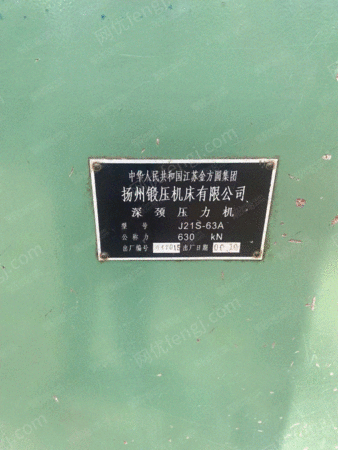 中华人民共和国江苏金方圆集团
扬州锻压机床有限公司
深颈压力机
型号 J21S-63A
公称力 630 kN
出厂编号 出厂日期